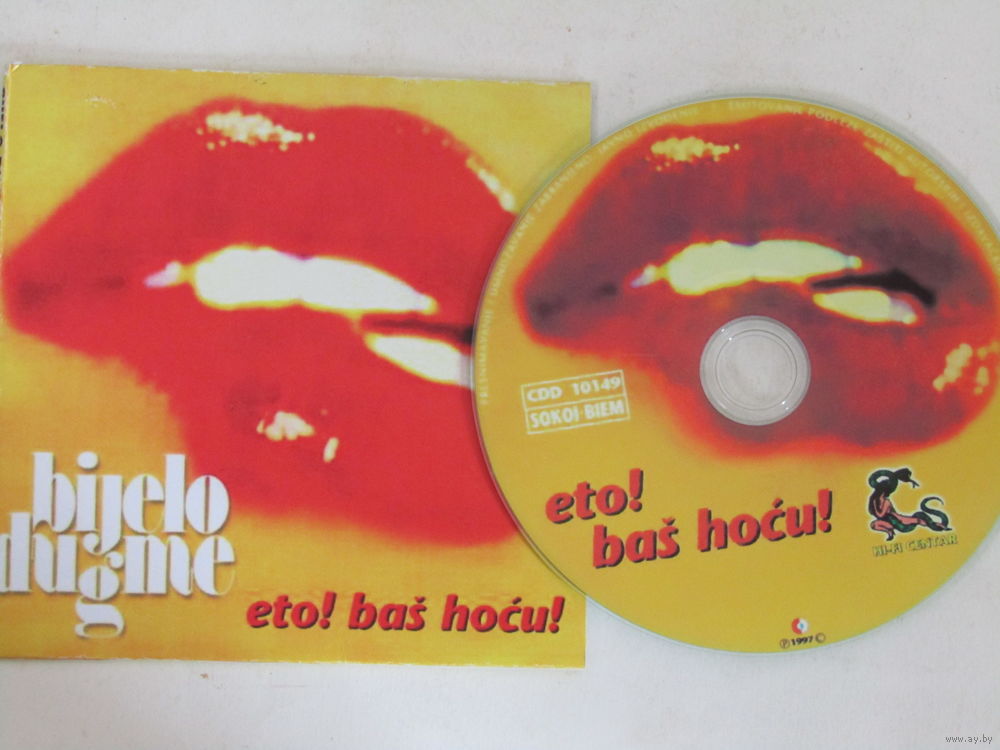 bijelo
dugme
eto! baš hoću!
CDD 10149
SOKOJ BIEM
eto!
baš hoću!
HI-FI CENTAR
℗ 1997 ©
www.ay.by